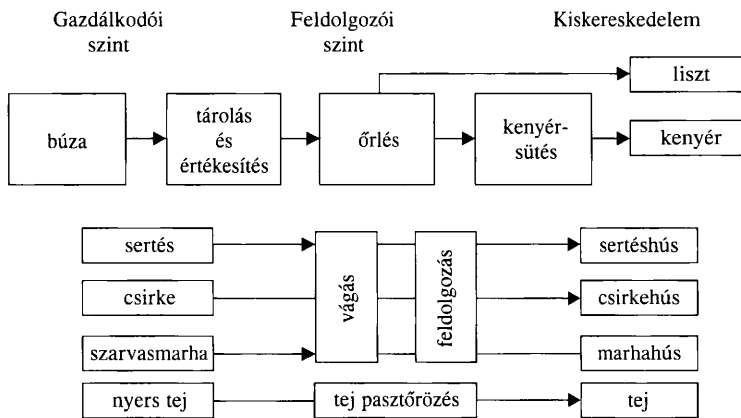 Gazdálkodói
szint
Feldolgozói
szint
Kiskereskedelem
liszt
búza
tárolás
és
értékesítés
őrlés
kenyér-
sütés
kenyér
sertés
vágás
feldolgozás
sertéshús
csirke
csirkehús
szarvasmarha
marhahús
nyers tej
tej pasztőrözés
tej